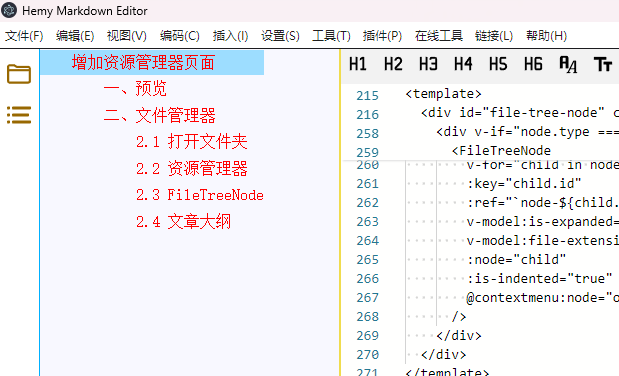 Hemy Markdown Editor
文件(F) 编辑(E) 视图(V) 编码(C) 插入(I) 设置(S) 工具(T) 插件(P) 在线工具 链接(L) 帮助(H)
增加资源管理器页面
一、预览
二、文件管理器
2.1 打开文件夹
2.2 资源管理器
2.3 FileTreeNode
2.4 文章大纲
H1 H2 H3 H4 H5 H6 AA TT
215 <template>
216 <div id="file-tree-node" c
258 <div v-if="node.type ===
259 <FileTreeNode
260 v-for="child in node
261 :key="child.id"
262 :ref="`node-${child.
263 v-model:is-expanded=
264 v-model:file-extensi
265 :node="child"
266 :is-indented="true"
267 @contextmenu:node="o
268 />
269 </div>
270 </div>
271 </template>